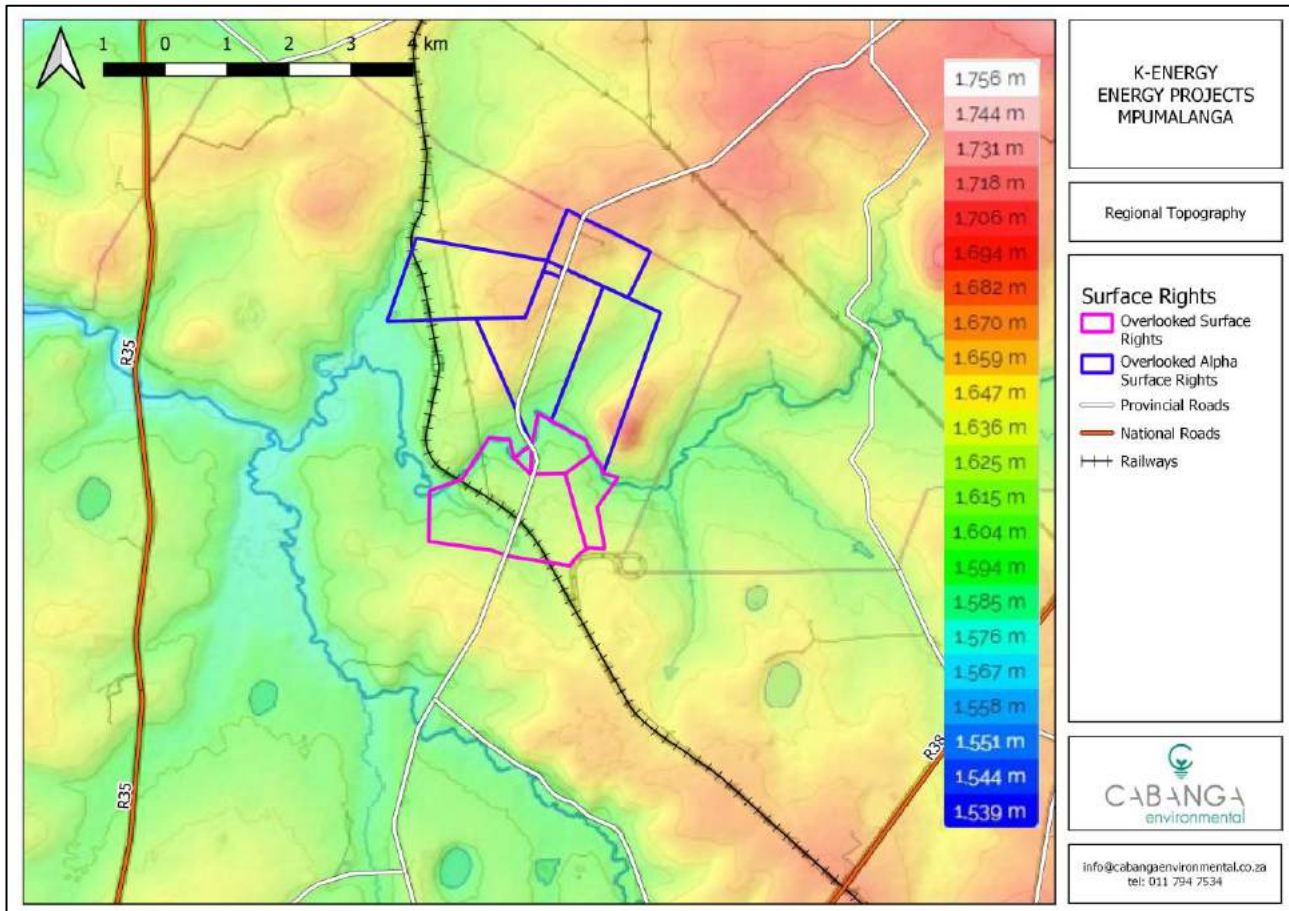 1 0 1 2 3 4 km
R35
R35
R38
1.756 m
1.744 m
1.731 m
1.718 m
1.706 m
1.694 m
1.682 m
1.670 m
1.659 m
1.647 m
1.636 m
1.625 m
1.615 m
1.604 m
1.594 m
1.585 m
1.576 m
1.567 m
1.558 m
1.551 m
1.544 m
1.539 m
K-ENERGY
ENERGY PROJECTS
MPUMALANGA
Regional Topography
Surface Rights
Overlooked Surface
Rights
Overlooked Alpha
Surface Rights
Provincial Roads
National Roads
Railways
CABANGA
environmental
info@cabangaenvironmental.co.za
tel: 011 794 7534